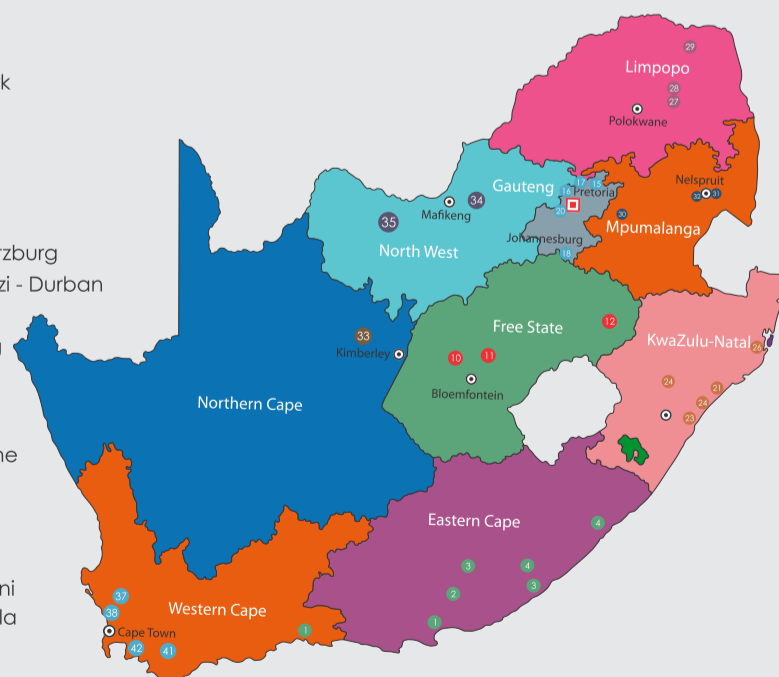 k
rzburg
zi - Durban
ne
ni
la
29
Limpopo
28
27
Polokwane
Nelspruit
32
31
17
15
16
Pretoria
Gauteng
20
30
Mpumalanga
34
Mafikeng
35
North West
Johannesburg
18
12
Free State
KwaZulu-Natal
26
33
Kimberley
10
11
Bloemfontein
24
21
24
23
Northern Cape
Eastern Cape
4
3
4
3
2
1
37
38
Western Cape
Cape Town
1
42
41